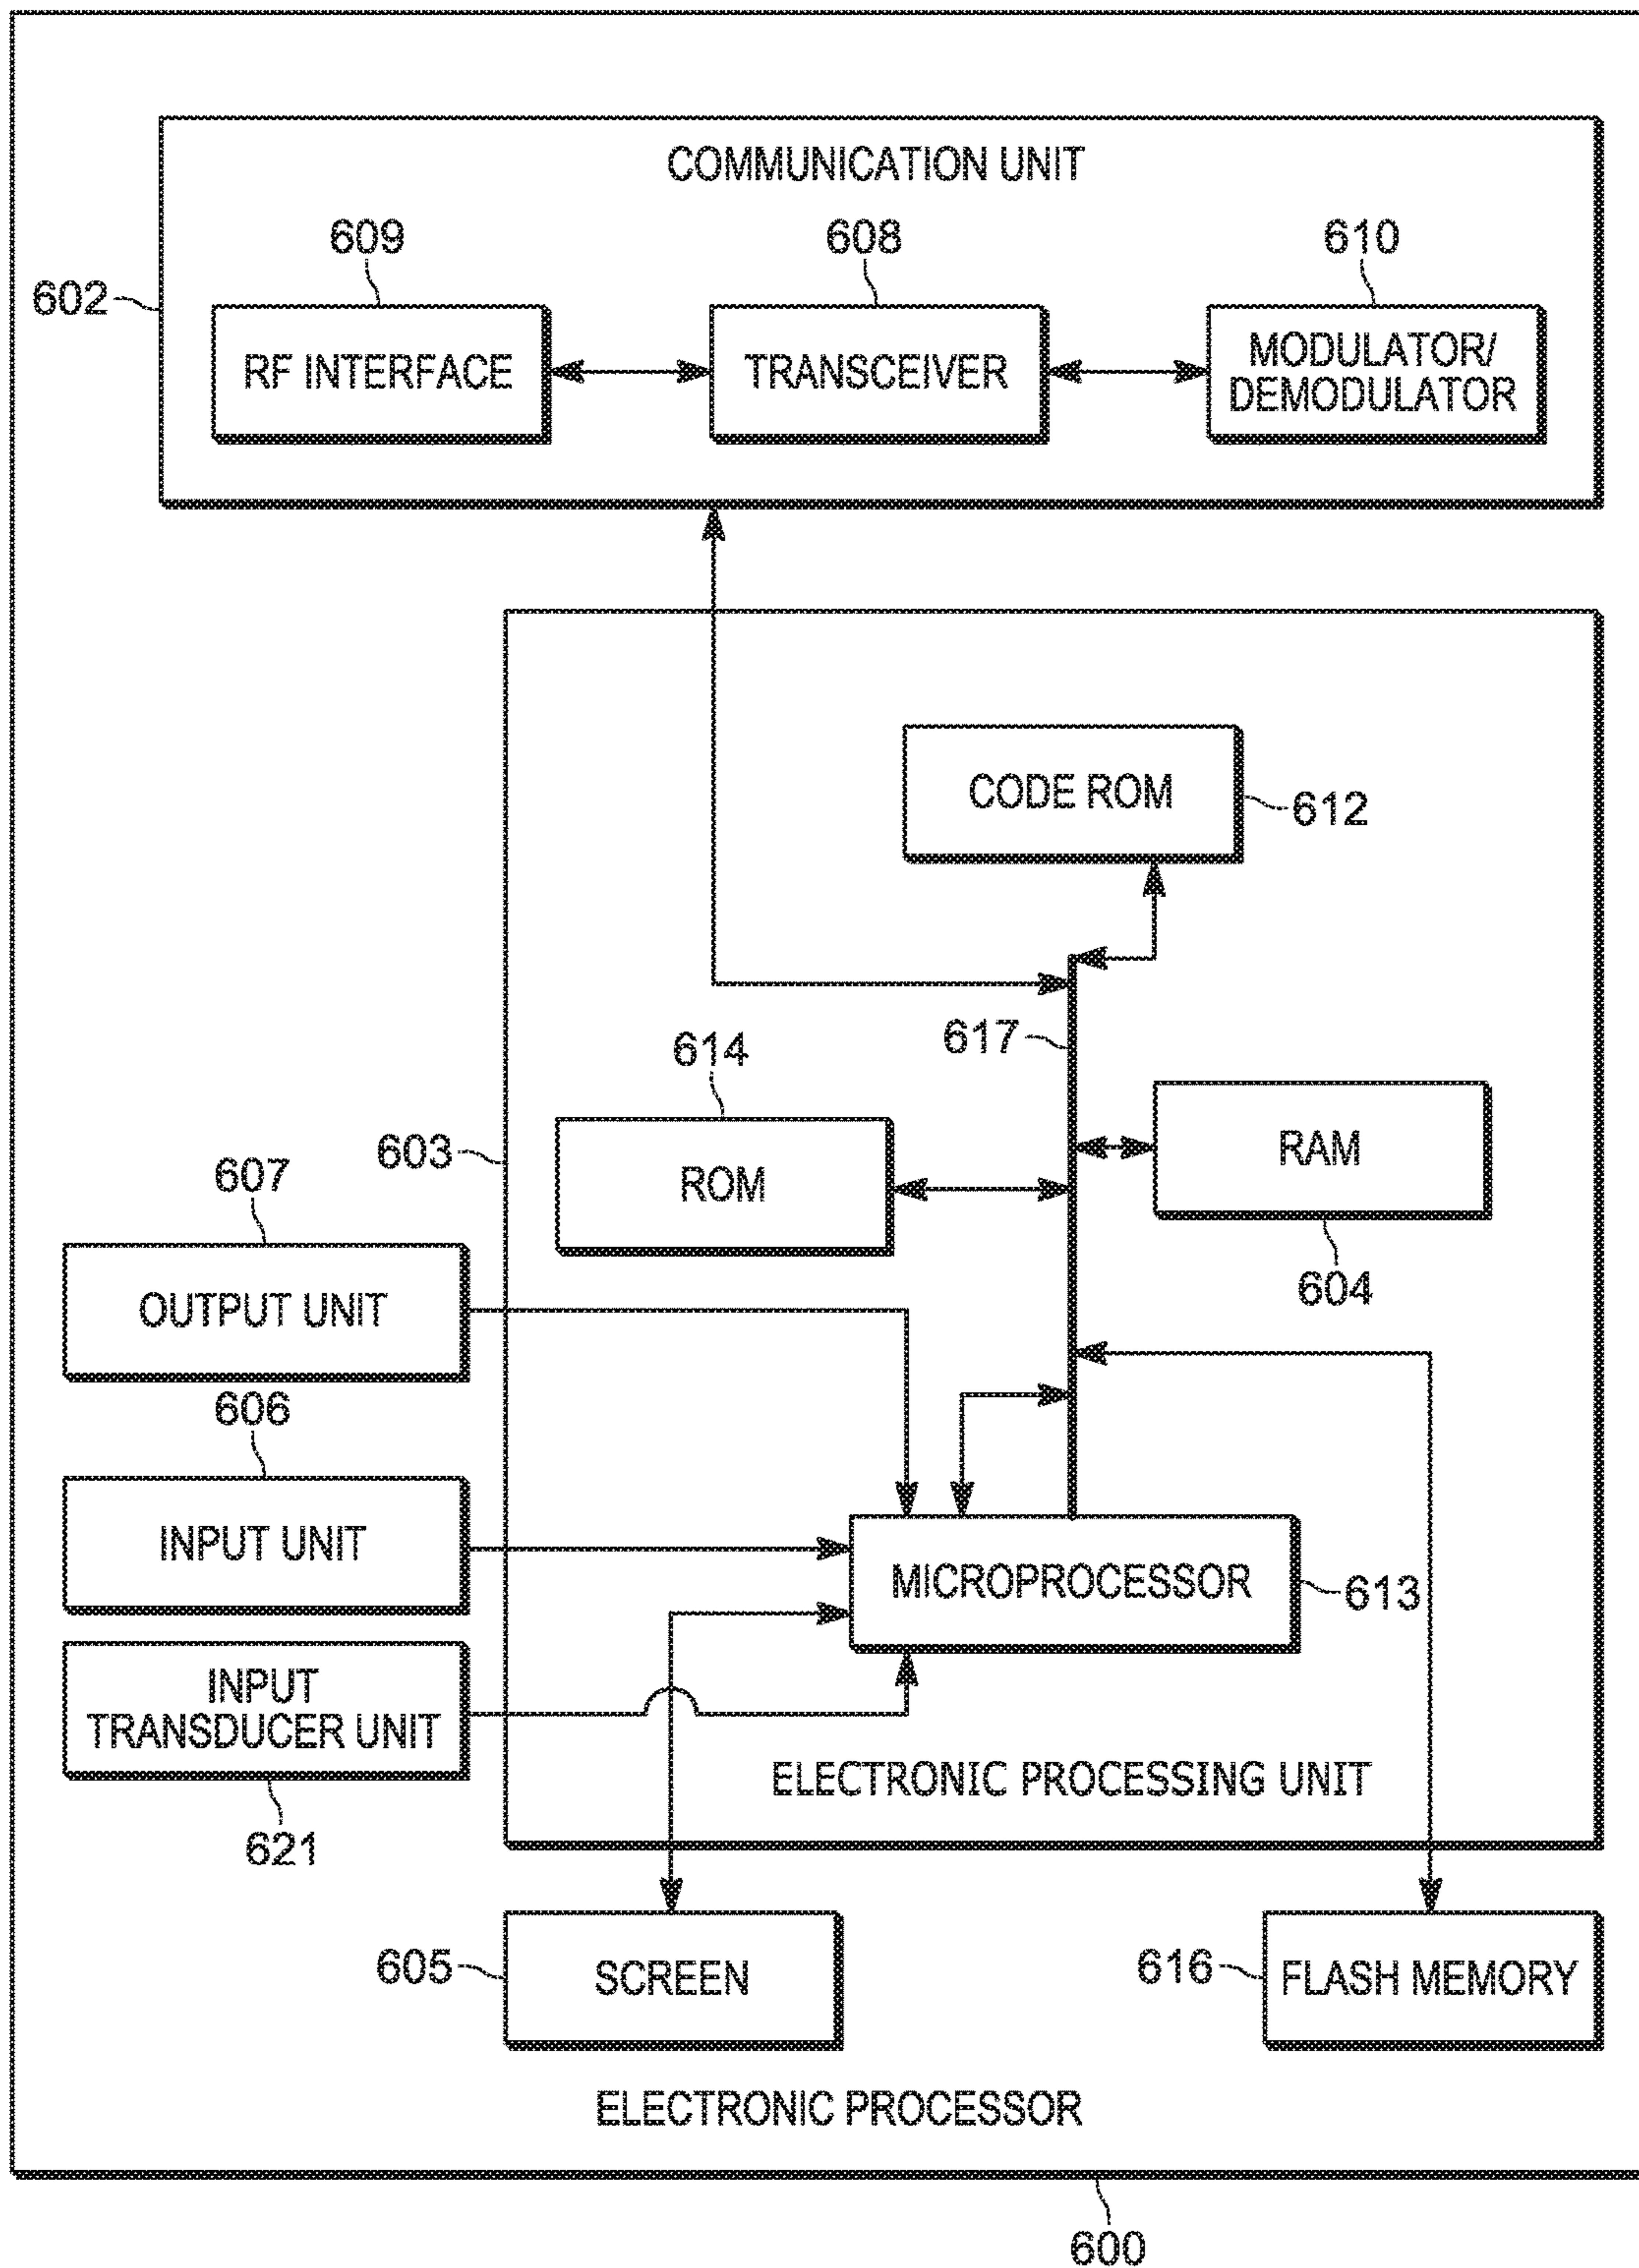 COMMUNICATION UNIT
609
608
610
602
RF INTERFACE
TRANSCEIVER
MODULATOR/
DEMODULATOR
CODE ROM
612
617
614
603
ROM
RAM
604
607
OUTPUT UNIT
606
INPUT UNIT
MICROPROCESSOR
613
INPUT
TRANSDUCER UNIT
621
ELECTRONIC PROCESSING UNIT
605
SCREEN
616
FLASH MEMORY
ELECTRONIC PROCESSOR
600